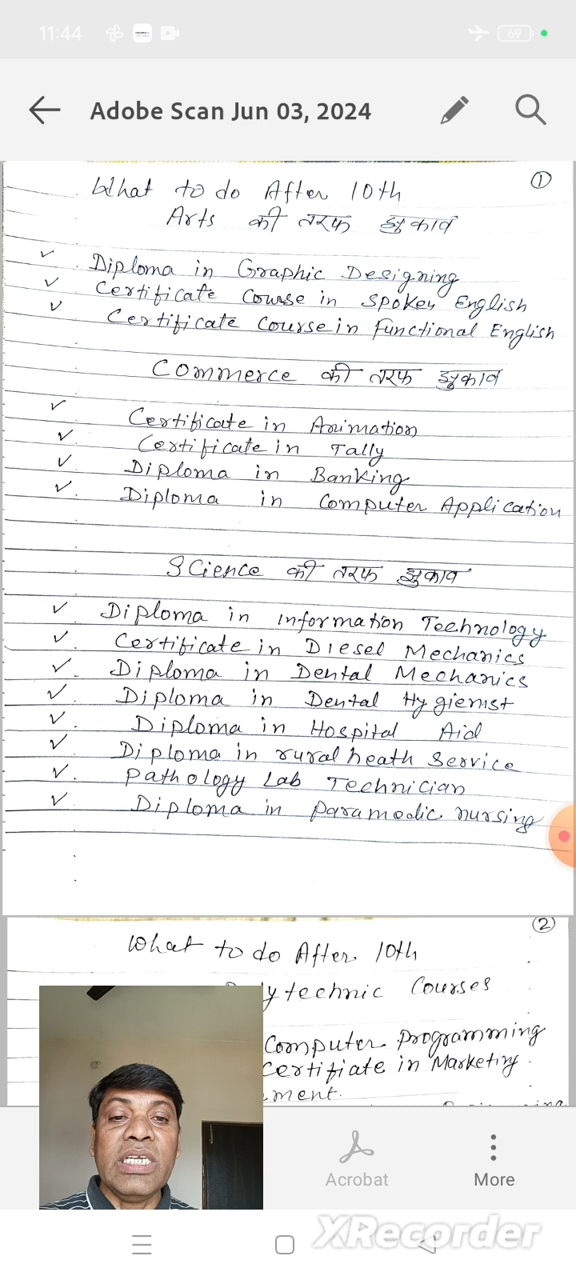 11:44
69
Adobe Scan Jun 03, 2024
①
What to do After 10th
Arts की तरफ झुकाव
Diploma in Graphic Designing
Certificate Course in Spoken English
Certificate Course in Functional English
Commerce की तरफ झुकाव
Certificate in Animation
Certificate in Tally
Diploma in Banking
Diploma in Computer Application
Science की तरफ झुकाव
Diploma in Information Technology
Certificate in Diesel Mechanics
Diploma in Dental Mechanics
Diploma in Dental Hygienist
Diploma in Hospital Aid
Diploma in rural heath Service
Pathology Lab Technician
Diploma in Paramedic nursing
②
What to do After 10th
lytechnic Courses
Computer Programming
Certifiate in Marketing
ment.
Acrobat
More
XRecorder